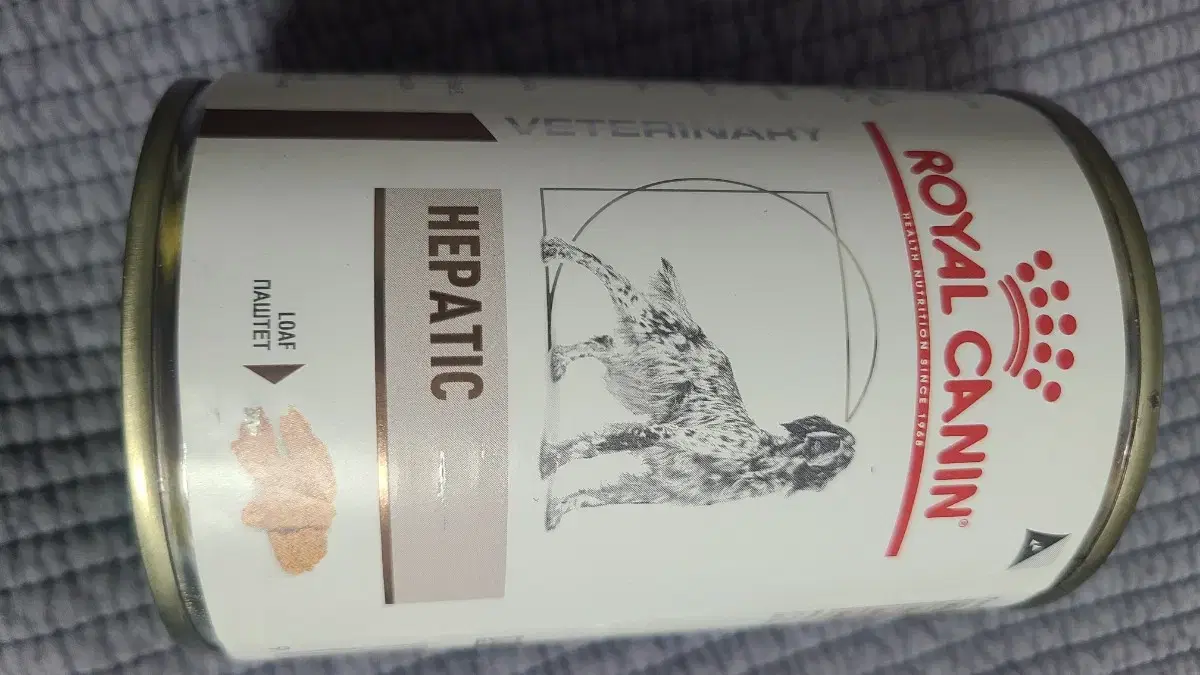 ROYAL CANIN®
HEALTH NUTRITION SINCE 1968
VETERINARY
HEPATIC
LOAF
ПАШТЕТ